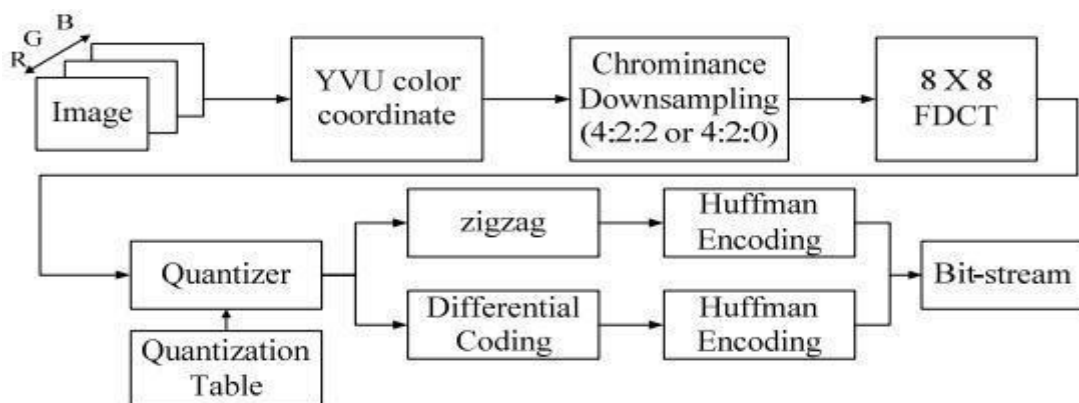 R G B
Image
YVU color
coordinate
Chrominance
Downsampling
(4:2:2 or 4:2:0)
8 X 8
FDCT
Quantizer
Quantization
Table
zigzag
Huffman
Encoding
Differential
Coding
Huffman
Encoding
Bit-stream